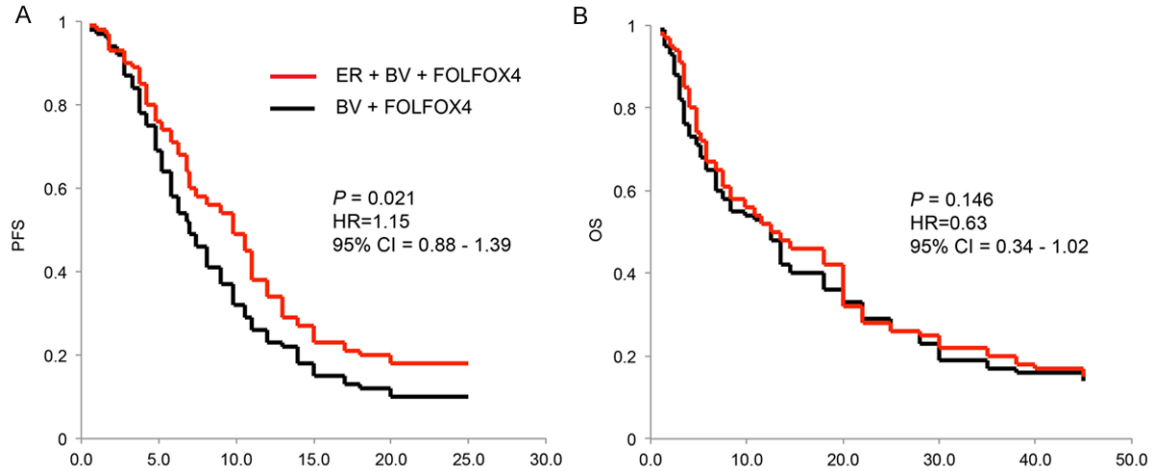 A
PFS
1
0.8
0.6
0.4
0.2
0
0.0 5.0 10.0 15.0 20.0 25.0 30.0
ER + BV + FOLFOX4
BV + FOLFOX4
P = 0.021
HR=1.15
95% CI = 0.88 - 1.39
B
OS
1
0.8
0.6
0.4
0.2
0
0.0 10.0 20.0 30.0 40.0 50.0
P = 0.146
HR=0.63
95% CI = 0.34 - 1.02